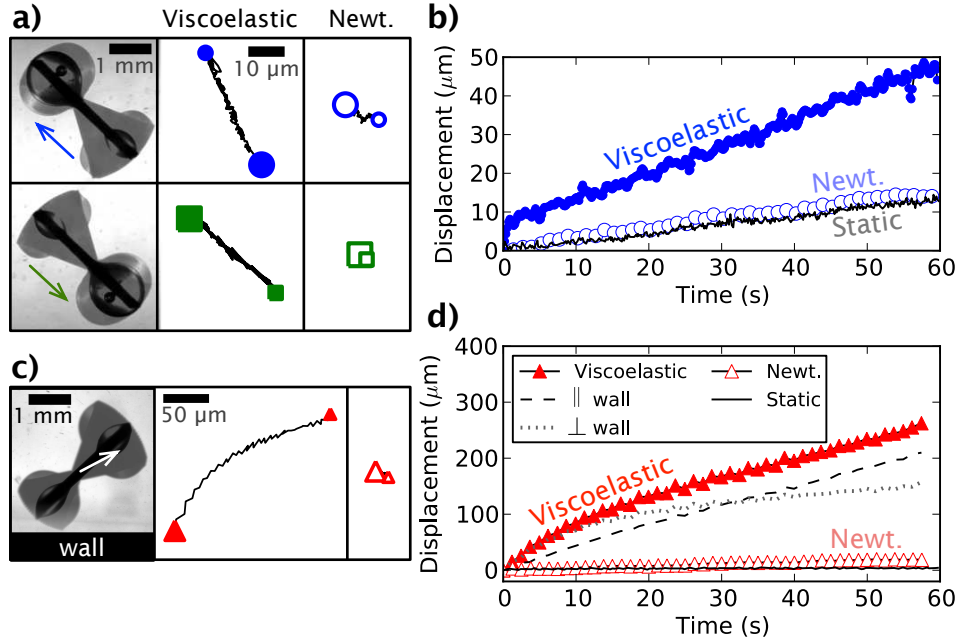 a)
Viscoelastic
Newt.
1 mm
10 μm
b)
Displacement (μm)
50
40
30
20
10
0
Viscoelastic
Newt.
Static
0
10
20
30
40
50
60
Time (s)
c)
1 mm
50 μm
wall
d)
Displacement (μm)
400
300
200
100
0
Viscoelastic
|| wall
⊥ wall
Newt.
Static
Viscoelastic
Newt.
0
10
20
30
40
50
60
Time (s)